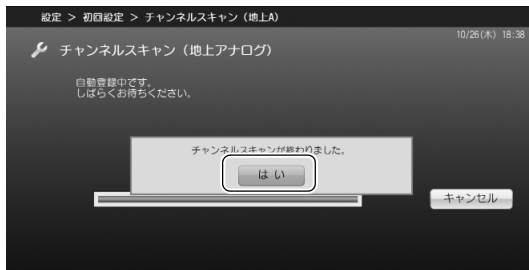 設定 > 初回設定 > チャンネルスキャン（地上A）
10/26(木) 18:38
チャンネルスキャン（地上アナログ）
自動登録中です。
しばらくお待ちください。
チャンネルスキャンが終わりました。
はい
キャンセル